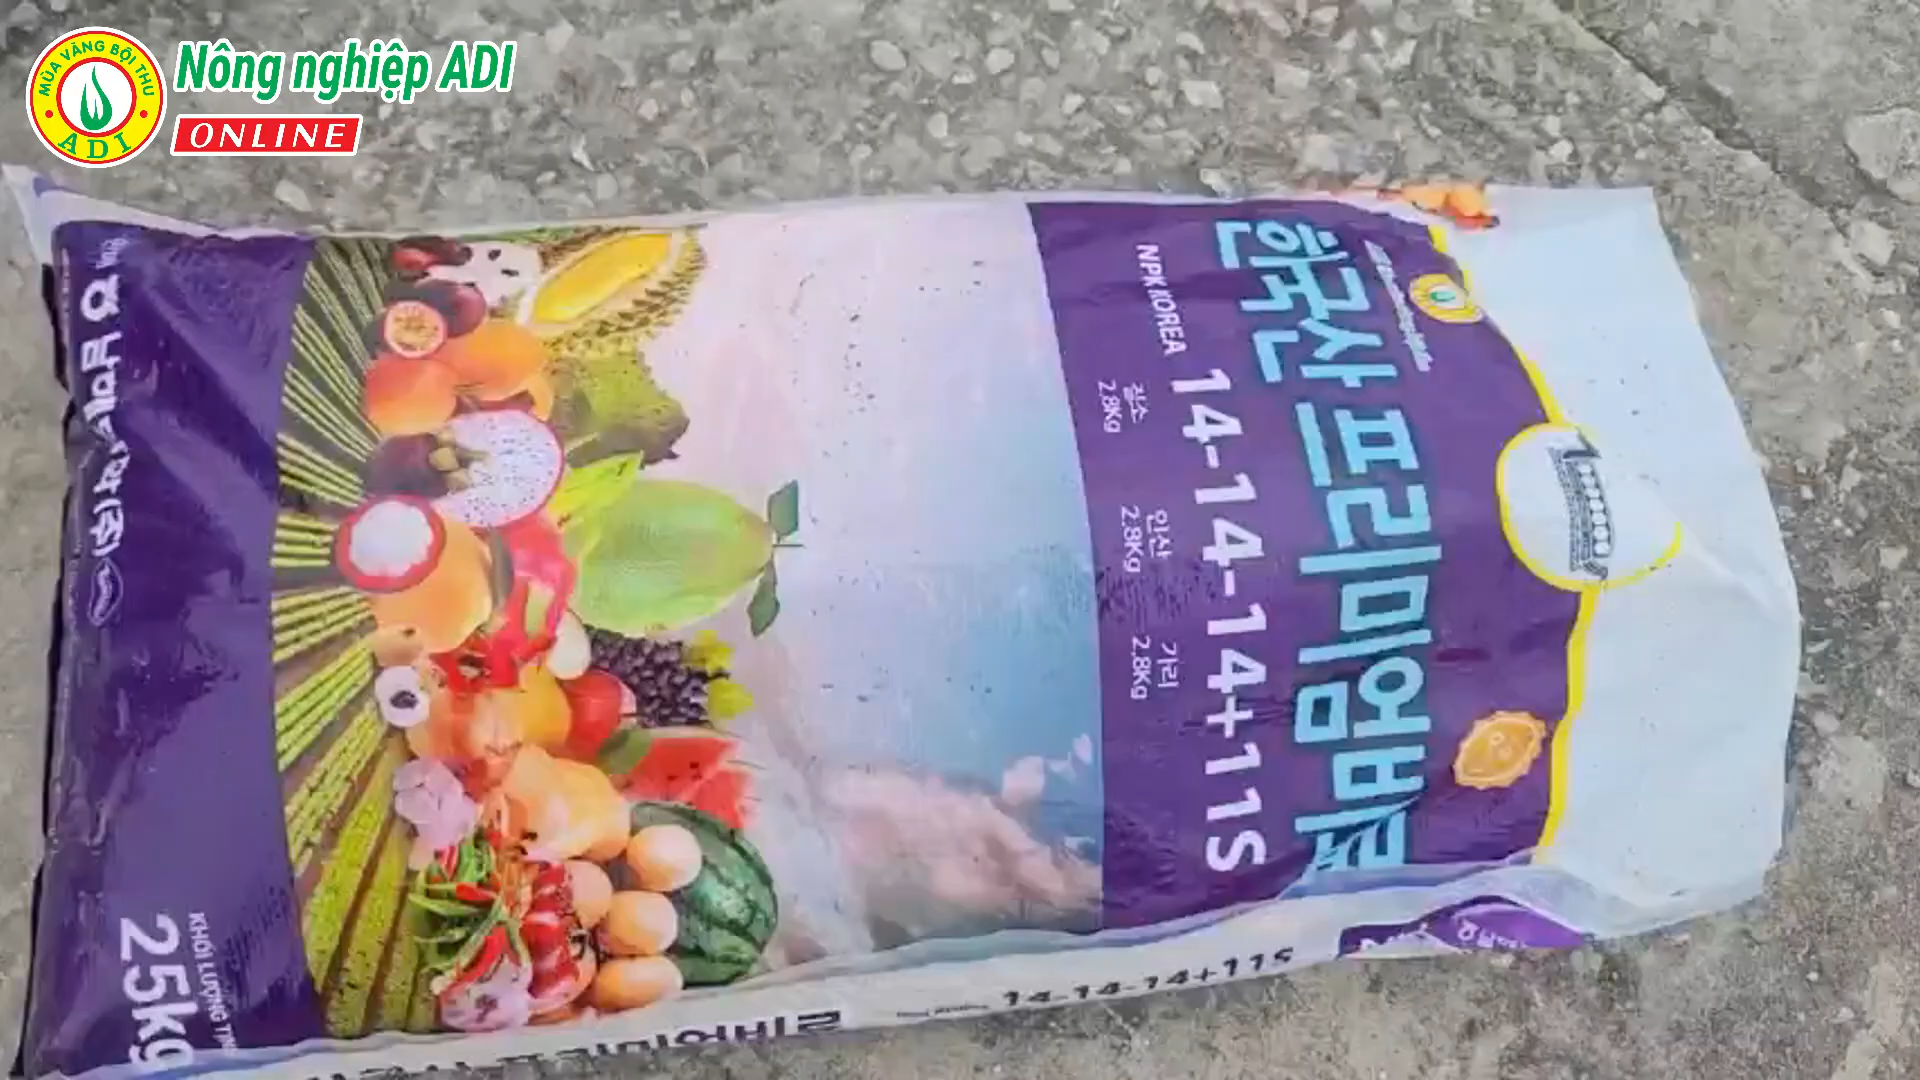 MÙA VÀNG BỘI THU
ADI
Nông nghiệp ADI
ONLINE
한국산 프리미엄비료
NPK KOREA 14-14-14+11S
질소 인산 가리
2.8Kg 2.8Kg 2.8Kg
KHỐI LƯỢNG TỊNH
25kg
14-14-14+11S